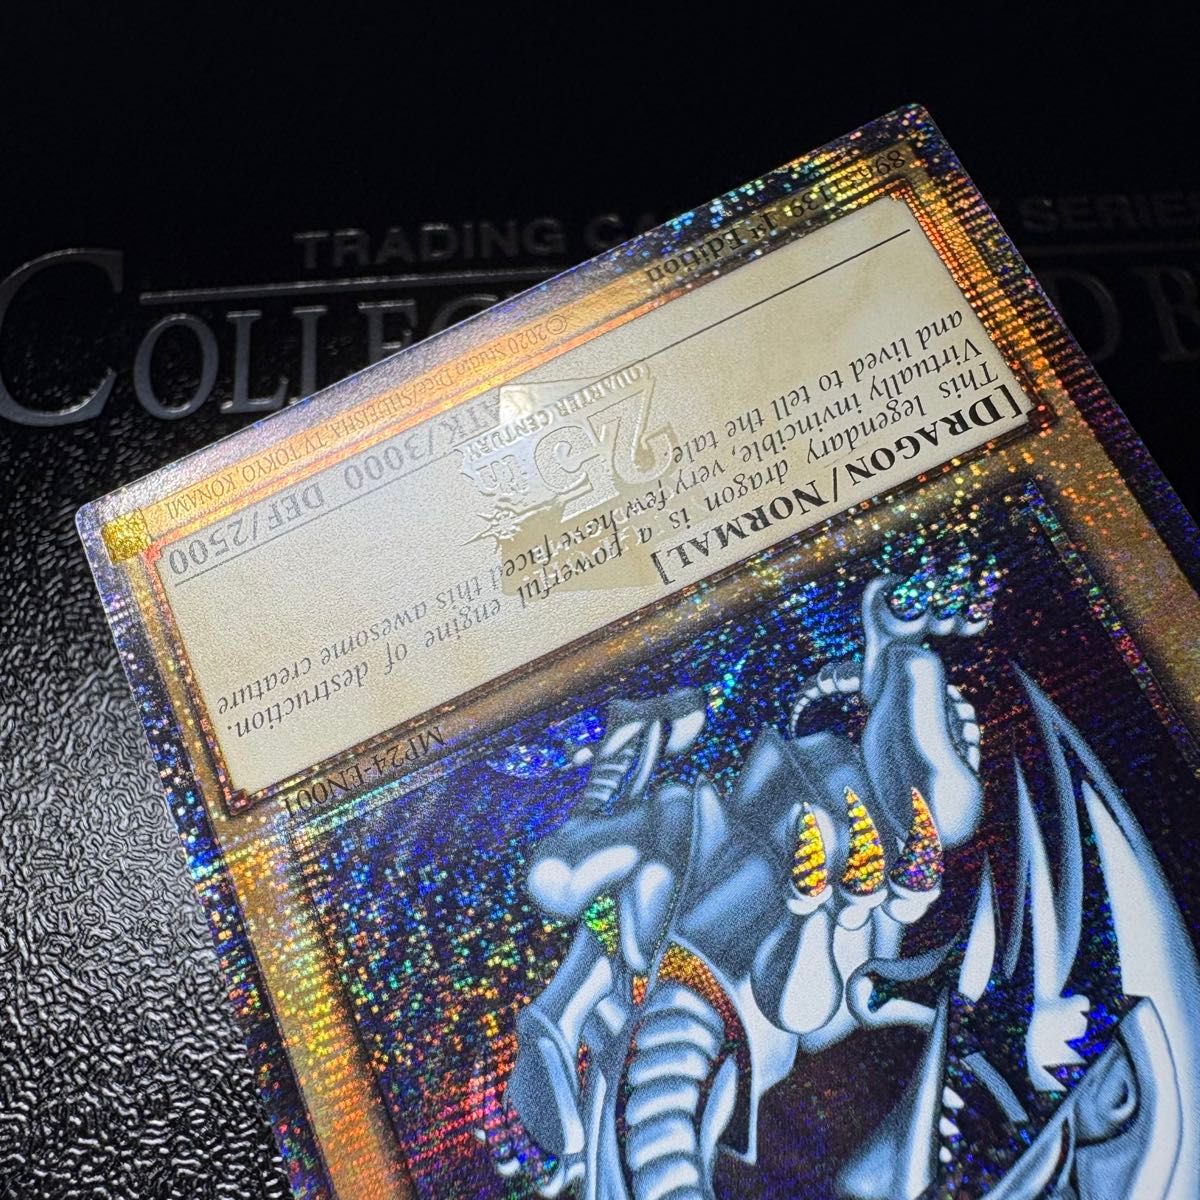 TRADING CA
SERIE
COLLEC
D B
MP24-EN001
[DRAGON/NORMAL]
This legendary dragon is a powerful engine of destruction.
Virtually invincible, very few have faced this awesome creature
and lived to tell the tale.
25th
QUARTER CENTURY
ATK/3000 DEF/2500
1st Edition
©2020 Studio Dice/SHUEISHA, TV TOKYO, KONAMI